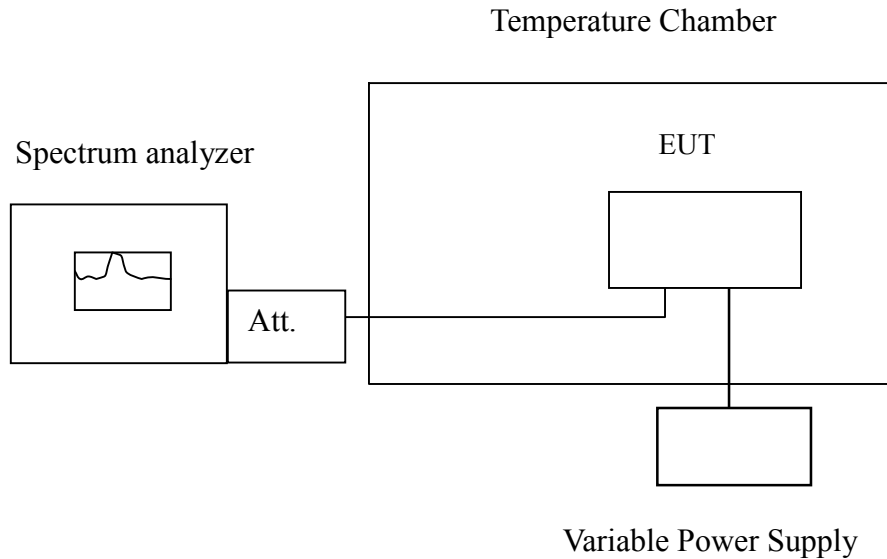 Temperature Chamber
EUT
Spectrum analyzer
Att.
Variable Power Supply